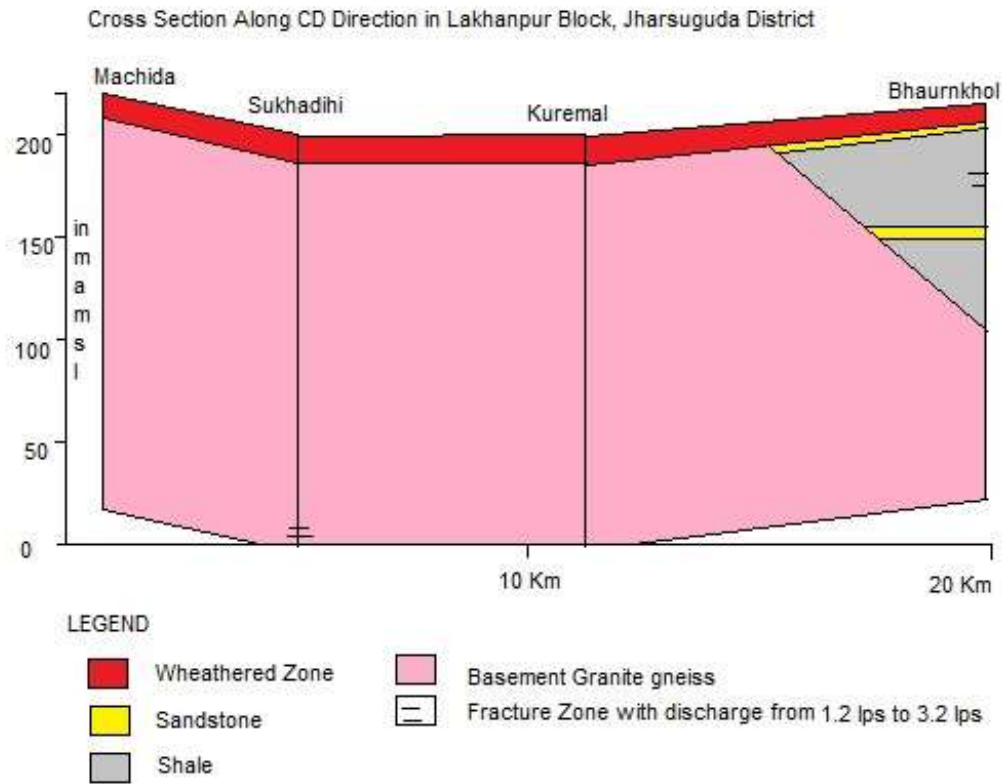 Cross Section Along CD Direction in Lakhanpur Block, Jharsuguda District
Machida
Sukhadihi
Kuremal
Bhaurnkhol
200
150
100
50
0
in
m
a
m
s
l
10 Km
20 Km
LEGEND
Wheathered Zone
Sandstone
Shale
Basement Granite gneiss
Fracture Zone with discharge from 1.2 lps to 3.2 lps